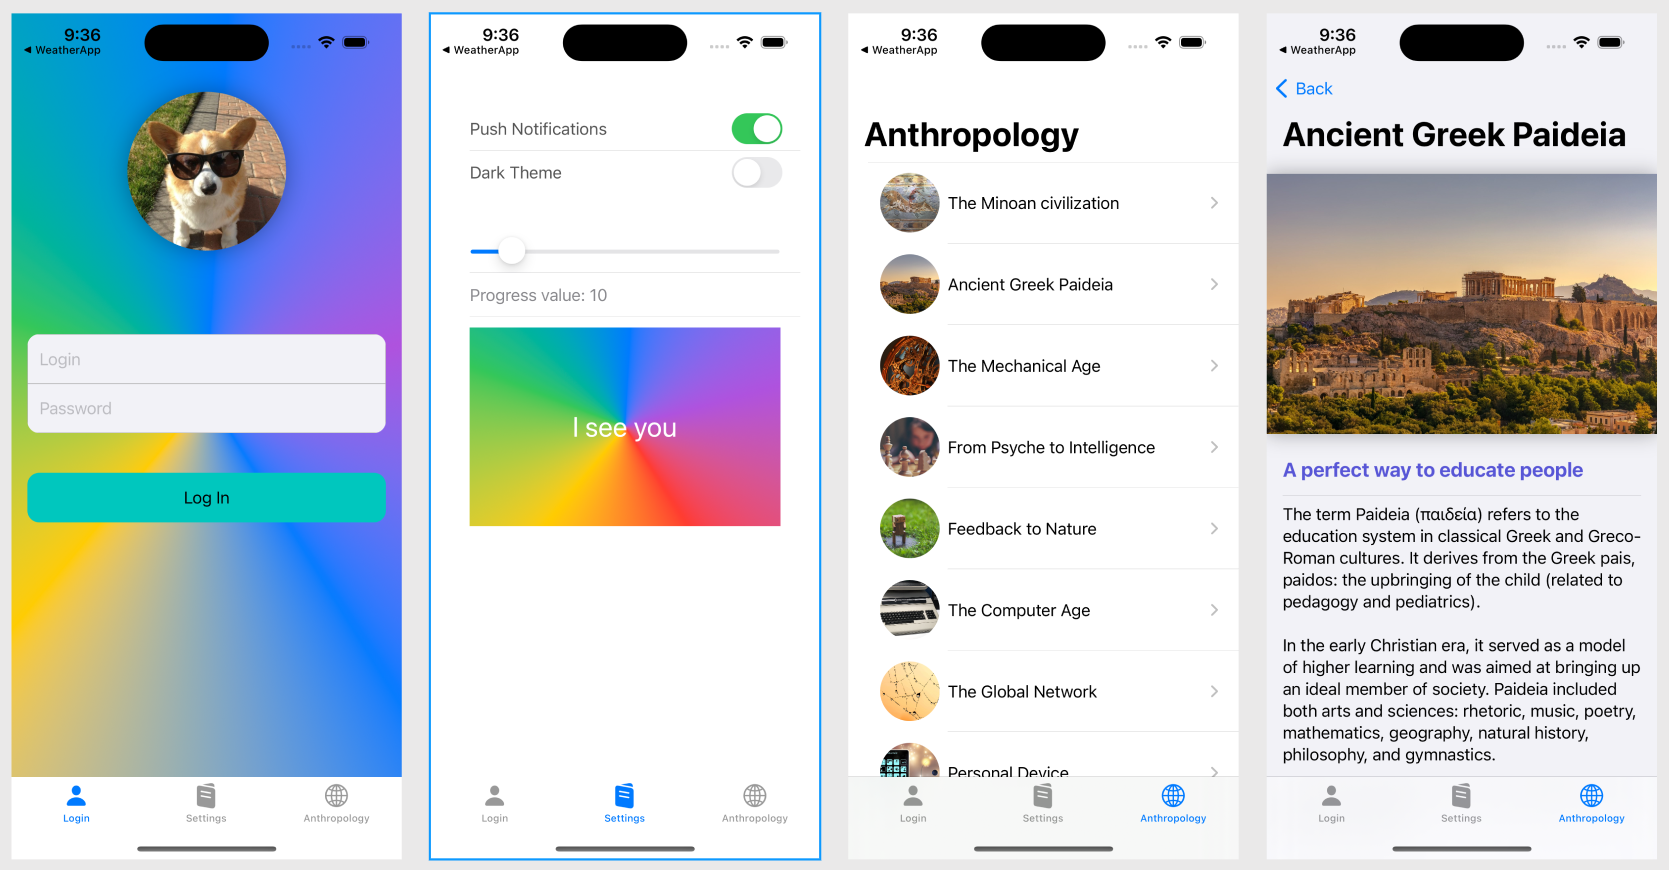 9:36
◀ WeatherApp
Login
Password
Log In
Login
Settings
Anthropology
9:36
◀ WeatherApp
Push Notifications
Dark Theme
Progress value: 10
I see you
Login
Settings
Anthropology
9:36
◀ WeatherApp
Anthropology
The Minoan civilization
Ancient Greek Paideia
The Mechanical Age
From Psyche to Intelligence
Feedback to Nature
The Computer Age
The Global Network
Personal Device
Login
Settings
Anthropology
9:36
◀ WeatherApp
Back
Ancient Greek Paideia
A perfect way to educate people
The term Paideia (παιδεία) refers to the
education system in classical Greek and Greco-
Roman cultures. It derives from the Greek pais,
paidos: the upbringing of the child (related to
pedagogy and pediatrics).
In the early Christian era, it served as a model
of higher learning and was aimed at bringing up
an ideal member of society. Paideia included
both arts and sciences: rhetoric, music, poetry,
mathematics, geography, natural history,
philosophy, and gymnastics.
Login
Settings
Anthropology